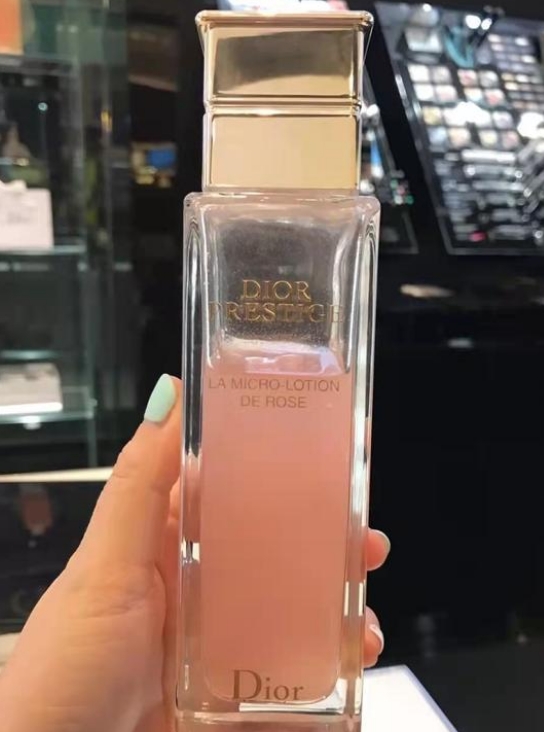 DIOR
PRESTIGE
LA MICRO-LOTION
DE ROSE
Dior